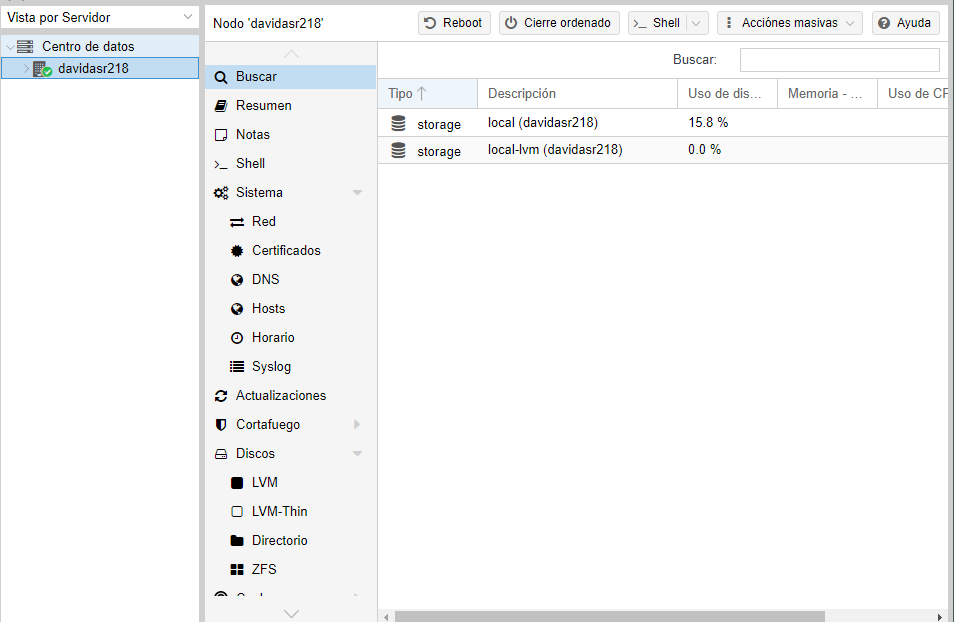 Vista por Servidor
Centro de datos
davidasr218
Nodo 'davidasr218'
Reboot
Cierre ordenado
Shell
Acciónes masivas
Ayuda
Buscar
Resumen
Notas
Shell
Sistema
Red
Certificados
DNS
Hosts
Horario
Syslog
Actualizaciones
Cortafuego
Discos
LVM
LVM-Thin
Directorio
ZFS
Buscar:
Tipo Descripción Uso de dis... Memoria - ... Uso de CP
storage local (davidasr218) 15.8 %
storage local-lvm (davidasr218) 0.0 %